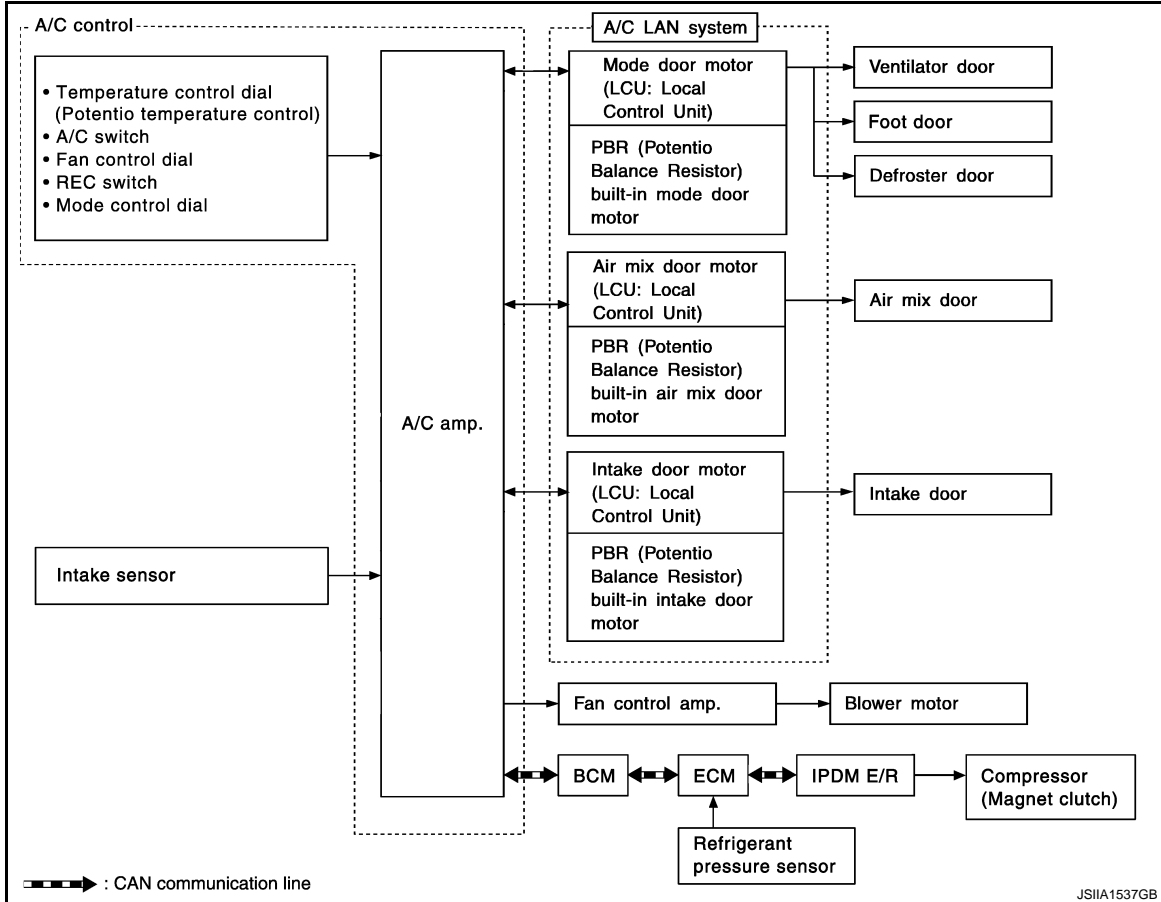 A/C control
• Temperature control dial
(Potentio temperature control)
• A/C switch
• Fan control dial
• REC switch
• Mode control dial
Intake sensor
A/C amp.
A/C LAN system
Mode door motor
(LCU: Local
Control Unit)
PBR (Potentio
Balance Resistor)
built-in mode door
motor
Ventilator door
Foot door
Defroster door
Air mix door motor
(LCU: Local
Control Unit)
PBR (Potentio
Balance Resistor)
built-in air mix door
motor
Air mix door
Intake door motor
(LCU: Local
Control Unit)
PBR (Potentio
Balance Resistor)
built-in intake door
motor
Intake door
Fan control amp.
Blower motor
BCM
ECM
IPDM E/R
Compressor
(Magnet clutch)
Refrigerant
pressure sensor
: CAN communication line
JSIIA1537GB